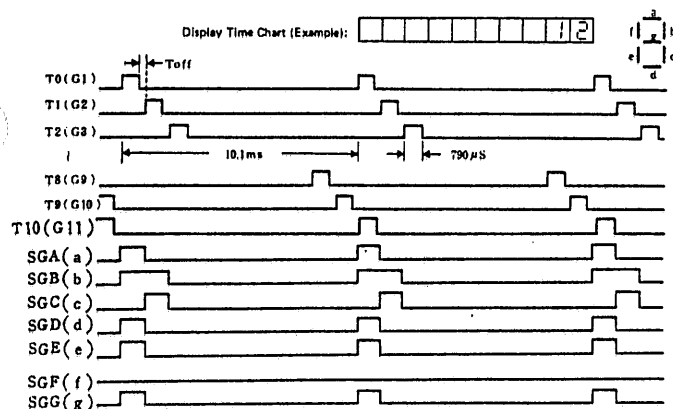 Display Time Chart (Example): 12
a
f g b
e c
d
Toff
T0(G1)
T1(G2)
T2(G3)
≀
10.1ms
790μS
T8(G9)
T9(G10)
T10(G11)
SGA(a)
SGB(b)
SGC(c)
SGD(d)
SGE(e)
SGF(f)
SGG(g)